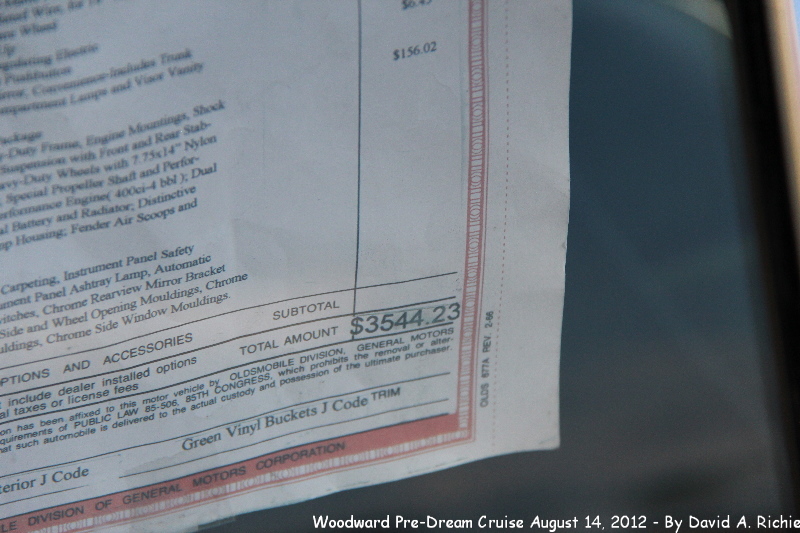 $6.45
Wheel
Electric
Pushbutton
Convenience-Includes Trunk
$156.02
Compartment Lamps and Visor Vanity
Package
-Duty Frame, Engine Mountings, Shock
Suspension with Front and Rear Stab-
Heavy-Duty Wheels with 7.75x14" Nylon
, Special Propeller Shaft and Perfor-
Performance Engine( 400ci-4 bbl ); Dual
Battery and Radiator; Distinctive
Housing; Fender Air Scoops and
Carpeting, Instrument Panel Safety
Panel Ashtray Lamp, Automatic
Switches, Chrome Rearview Mirror Bracket
Side and Wheel Opening Mouldings, Chrome
Mouldings, Chrome Side Window Mouldings.
SUBTOTAL
OPTIONS AND ACCESSORIES
TOTAL AMOUNT $3544.23
include dealer installed options
taxes or license fees
has been affixed to this motor vehicle by OLDSMOBILE DIVISION, GENERAL MOTORS
requirements of PUBLIC LAW 85-506, 85TH CONGRESS, which prohibits the removal or alter-
that such automobile is delivered to the actual custody and possession of the ultimate purchaser.
Green Vinyl Buckets J Code TRIM
terior J Code
LE DIVISION OF GENERAL MOTORS CORPORATION
OLDS 677A REV. 2-66
Woodward Pre-Dream Cruise August 14, 2012 - By David A. Richie